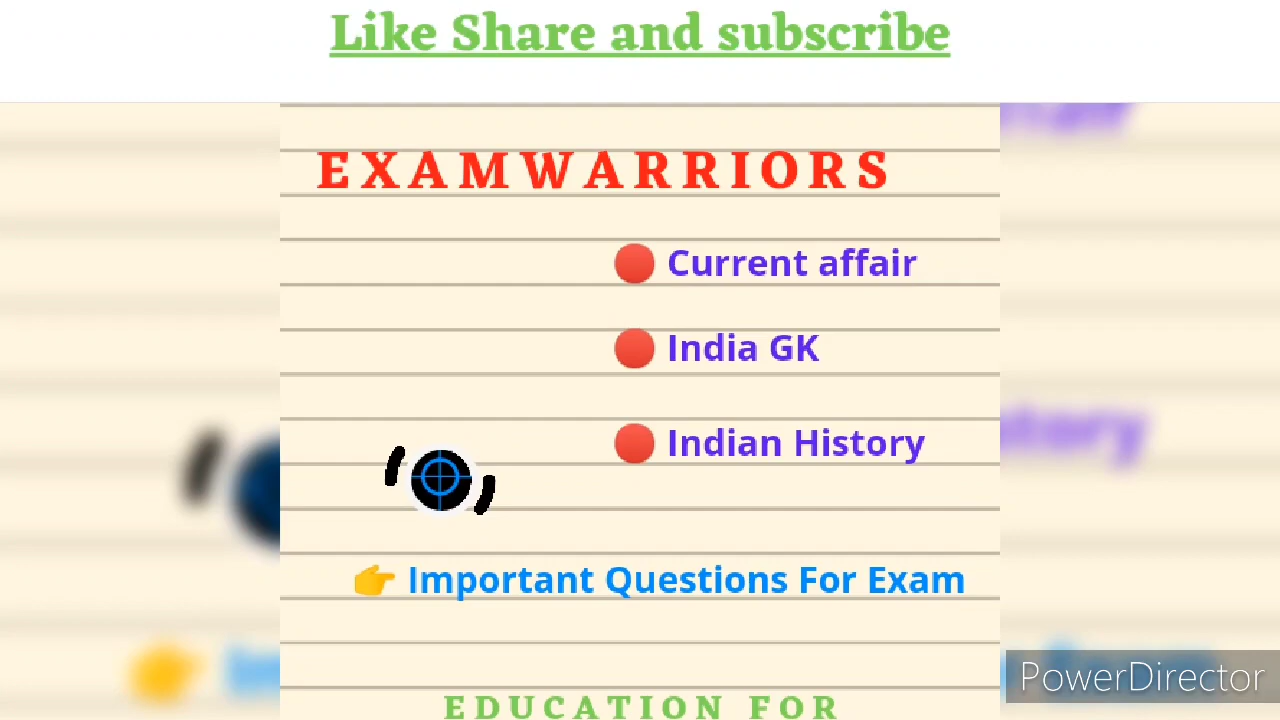 Like Share and subscribe
EXAMWARRIORS
Current affair
India GK
Indian History
👉 Important Questions For Exam
EDUCATION FOR
PowerDirector